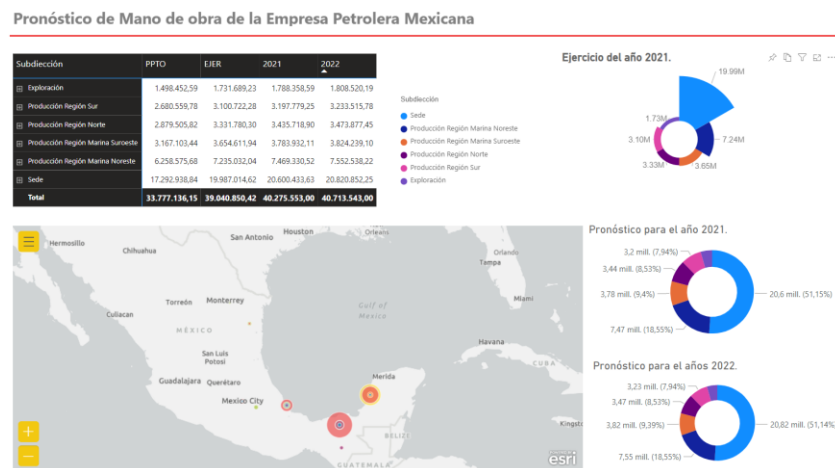 Pronóstico de Mano de obra de la Empresa Petrolera Mexicana
Subdiección PPTO EJER 2021 2022
Exploración 1.498.452,59 1.731.689,23 1.788.358,59 1.808.520,19
Producción Región Sur 2.680.559,78 3.100.722,28 3.197.779,25 3.233.515,78
Producción Región Norte 2.879.505,82 3.331.780,30 3.435.718,90 3.473.877,45
Producción Región Marina Suroeste 3.167.103,44 3.654.611,94 3.783.932,11 3.824.239,10
Producción Región Marina Noreste 6.258.575,68 7.235.032,04 7.469.330,52 7.552.538,22
Sede 17.292.938,84 19.987.014,62 20.600.433,63 20.820.852,25
Total 33.777.136,15 39.040.850,42 40.275.553,00 40.713.543,00
Subdiección
Sede
Producción Región Marina Noreste
Producción Región Marina Suroeste
Producción Región Norte
Producción Región Sur
Exploración
Ejercicio del año 2021.
19.99M
1.73M
3.10M
7.24M
3.33M
3.65M
Hermosillo
Chihuahua
San Antonio
Houston
Orleans
Orlando
Tampa
Miami
Culiacan
Torreón
Monterrey
Gulf of
Mexico
MÉXICO
San Luis
Potosí
Havana
CUBA
Guadalajara
Querétaro
Merida
Mexico City
BELIZE
Kingst
GUATEMALA
esri
Pronóstico para el año 2021.
3,2 mill. (7,94%)
3,44 mill. (8,53%)
3,78 mill. (9,4%)
20,6 mill. (51,15%)
7,47 mill. (18,55%)
Pronóstico para el años 2022.
3,23 mill. (7,94%)
3,47 mill. (8,53%)
3,82 mill. (9,39%)
20,82 mill. (51,14%)
7,55 mill. (18,55%)